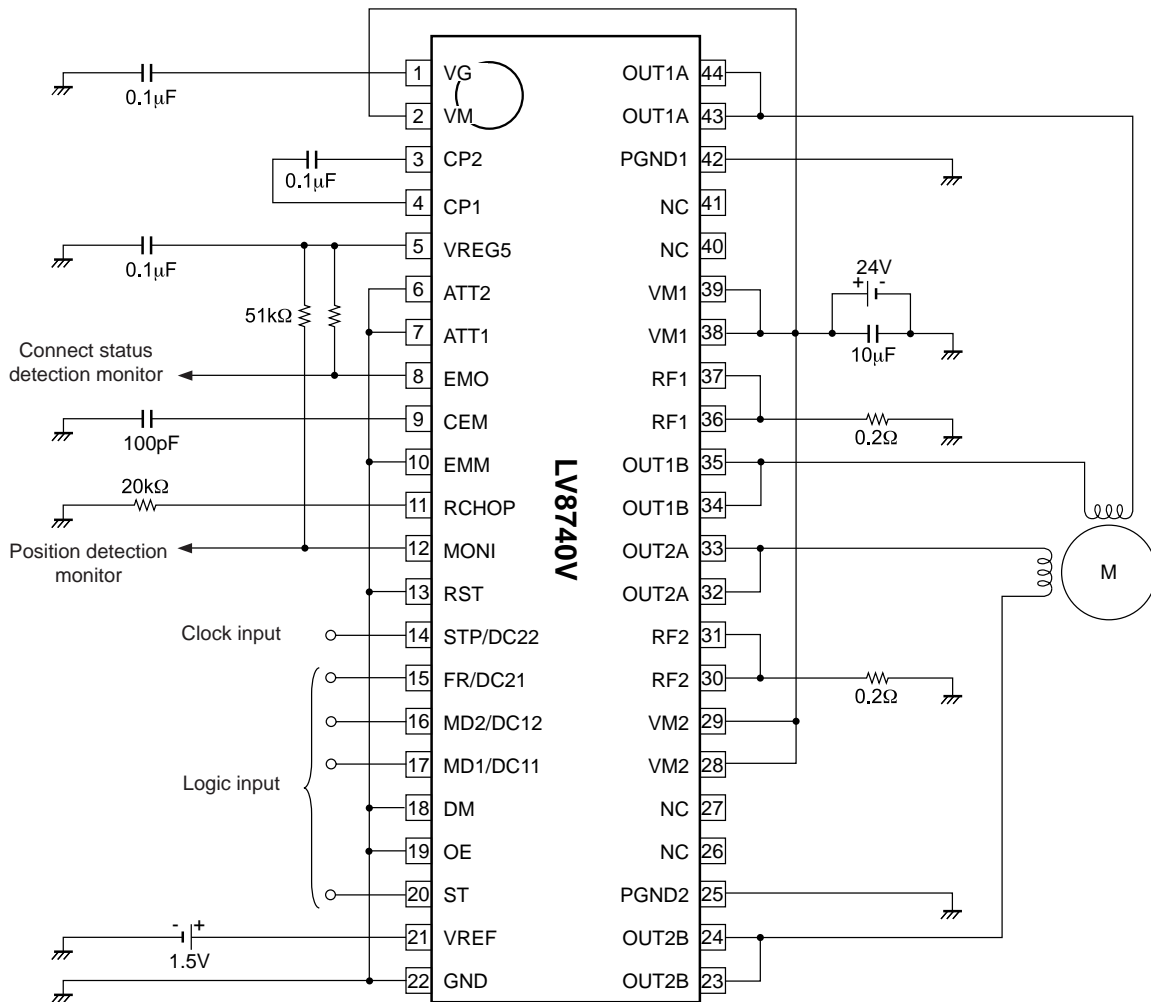 1 VG OUT1A 44
0.1μF
2 VM OUT1A 43
3 CP2 PGND1 42
0.1μF
4 CP1 NC 41
5 VREG5 NC 40
0.1μF
24V
+ -
6 ATT2 VM1 39
51kΩ
7 ATT1 VM1 38
10μF
Connect status
detection monitor
8 EMO RF1 37
9 CEM RF1 36
100pF
0.2Ω
10 EMM OUT1B 35
20kΩ
11 RCHOP OUT1B 34
LV8740V
Position detection
monitor
12 MONI OUT2A 33
M
13 RST OUT2A 32
Clock input
14 STP/DC22 RF2 31
15 FR/DC21 RF2 30
0.2Ω
16 MD2/DC12 VM2 29
17 MD1/DC11 VM2 28
Logic input
18 DM NC 27
19 OE NC 26
20 ST PGND2 25
- +
21 VREF OUT2B 24
1.5V
22 GND OUT2B 23